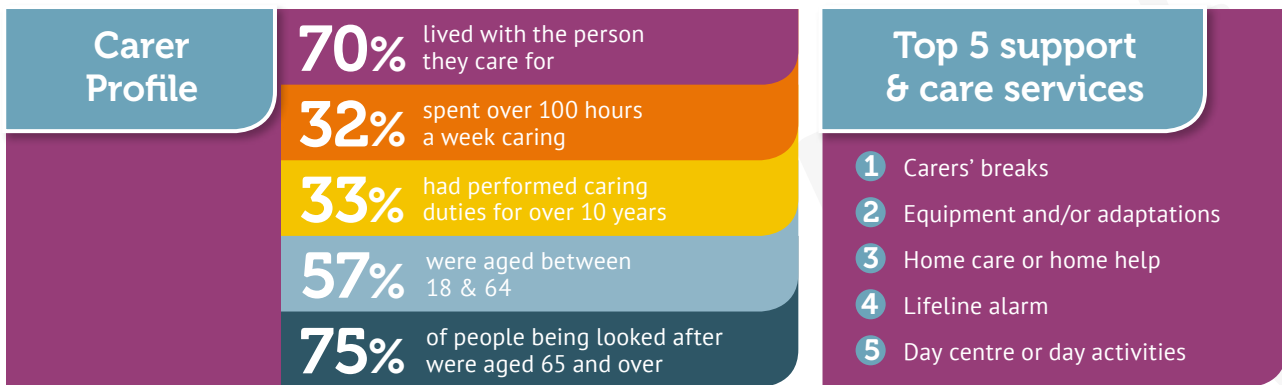 Carer
Profile
70% lived with the person
they care for
32% spent over 100 hours
a week caring
33% had performed caring
duties for over 10 years
57% were aged between
18 & 64
75% of people being looked after
were aged 65 and over
Top 5 support
& care services
1 Carers’ breaks
2 Equipment and/or adaptations
3 Home care or home help
4 Lifeline alarm
5 Day centre or day activities